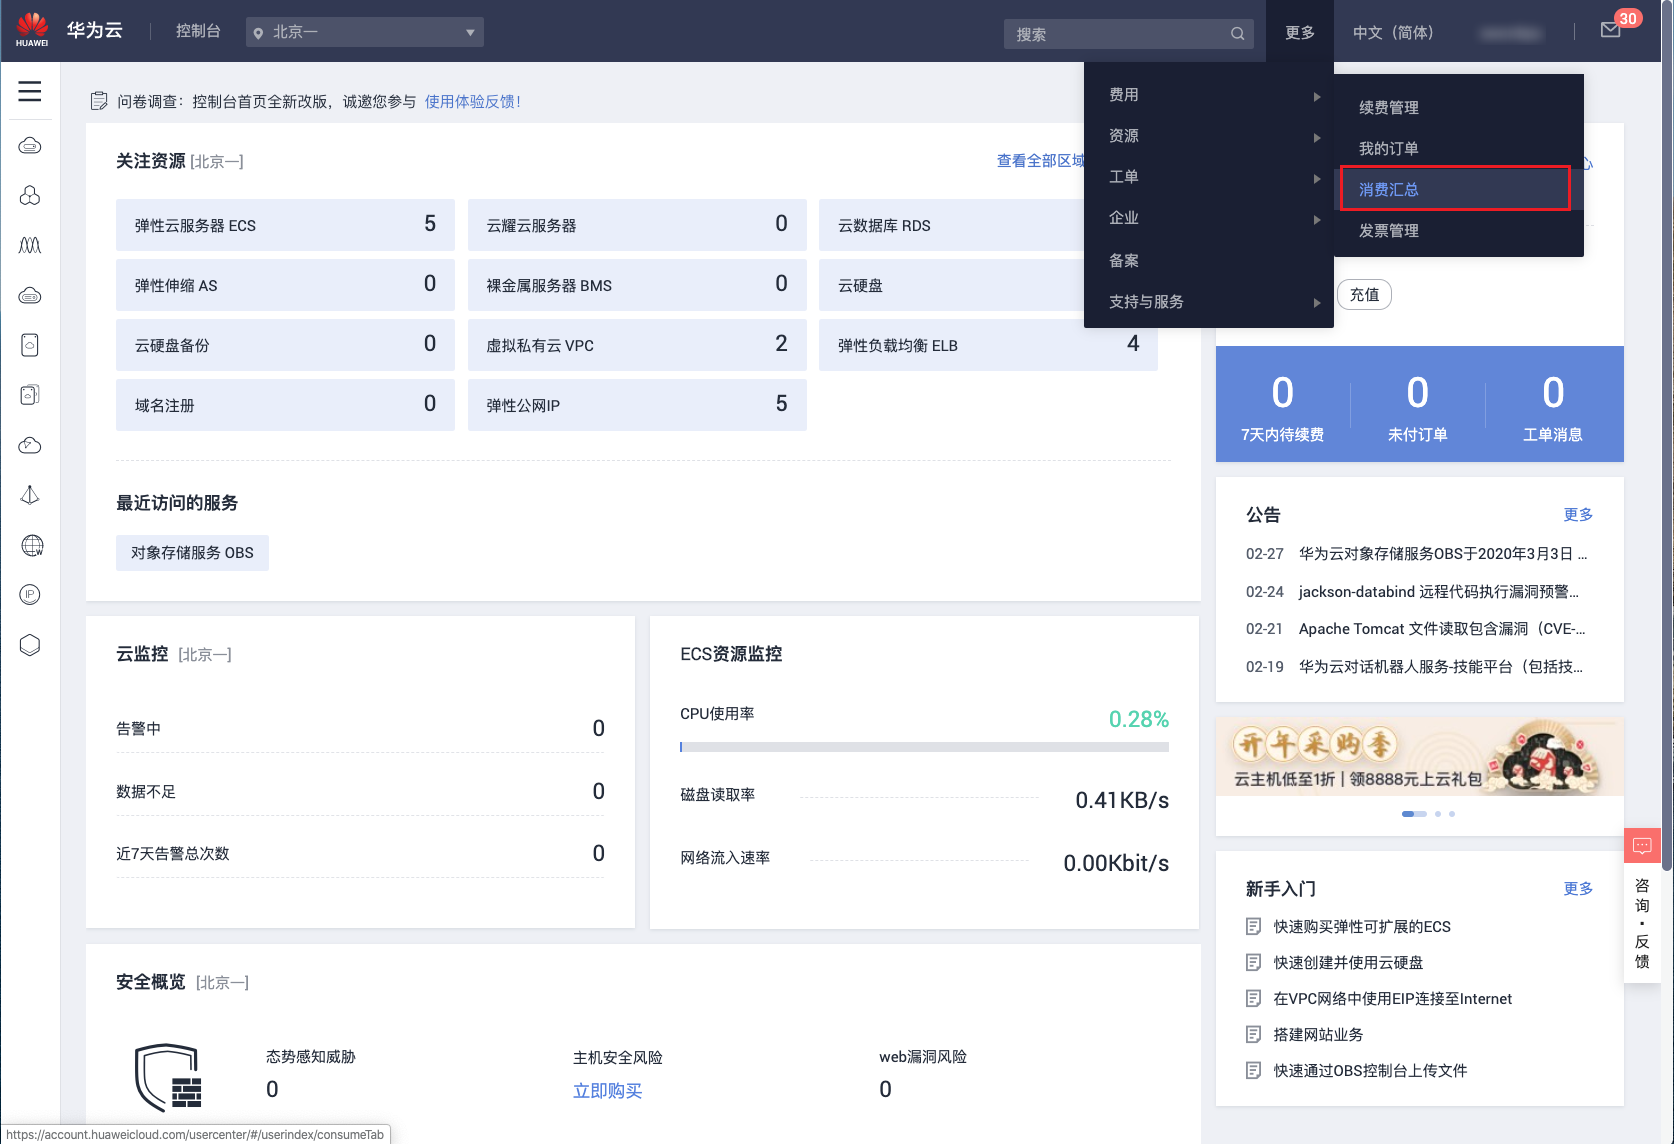 HUAWEI
华为云
控制台
北京一
搜索
更多
中文（简体）
30
问卷调查：控制台首页全新改版，诚邀您参与 使用体验反馈！
费用
资源
工单
企业
备案
支持与服务
续费管理
我的订单
消费汇总
发票管理
关注资源 [北京一]
查看全部区域
心
弹性云服务器 ECS 5
云耀云服务器 0
云数据库 RDS
弹性伸缩 AS 0
裸金属服务器 BMS 0
云硬盘
云硬盘备份 0
虚拟私有云 VPC 2
弹性负载均衡 ELB 4
域名注册 0
弹性公网IP 5
充值
0 0 0
7天内待续费 未付订单 工单消息
最近访问的服务
对象存储服务 OBS
公告 更多
02-27 华为云对象存储服务OBS于2020年3月3日 ...
02-24 jackson-databind 远程代码执行漏洞预警...
02-21 Apache Tomcat 文件读取包含漏洞（CVE-...
02-19 华为云对话机器人服务-技能平台（包括技...
云监控 [北京一]
告警中 0
数据不足 0
近7天告警总次数 0
ECS资源监控
CPU使用率 0.28%
磁盘读取率 0.41KB/s
网络流入速率 0.00Kbit/s
开年采购季
云主机低至1折 | 领8888元上云礼包
新手入门 更多
快速购买弹性可扩展的ECS
快速创建并使用云硬盘
在VPC网络中使用EIP连接至Internet
搭建网站业务
快速通过OBS控制台上传文件
咨询·反馈
安全概览 [北京一]
态势感知威胁
0
主机安全风险
立即购买
web漏洞风险
0
W
IP
https://account.huaweicloud.com/usercenter/#/userindex/consumeTab